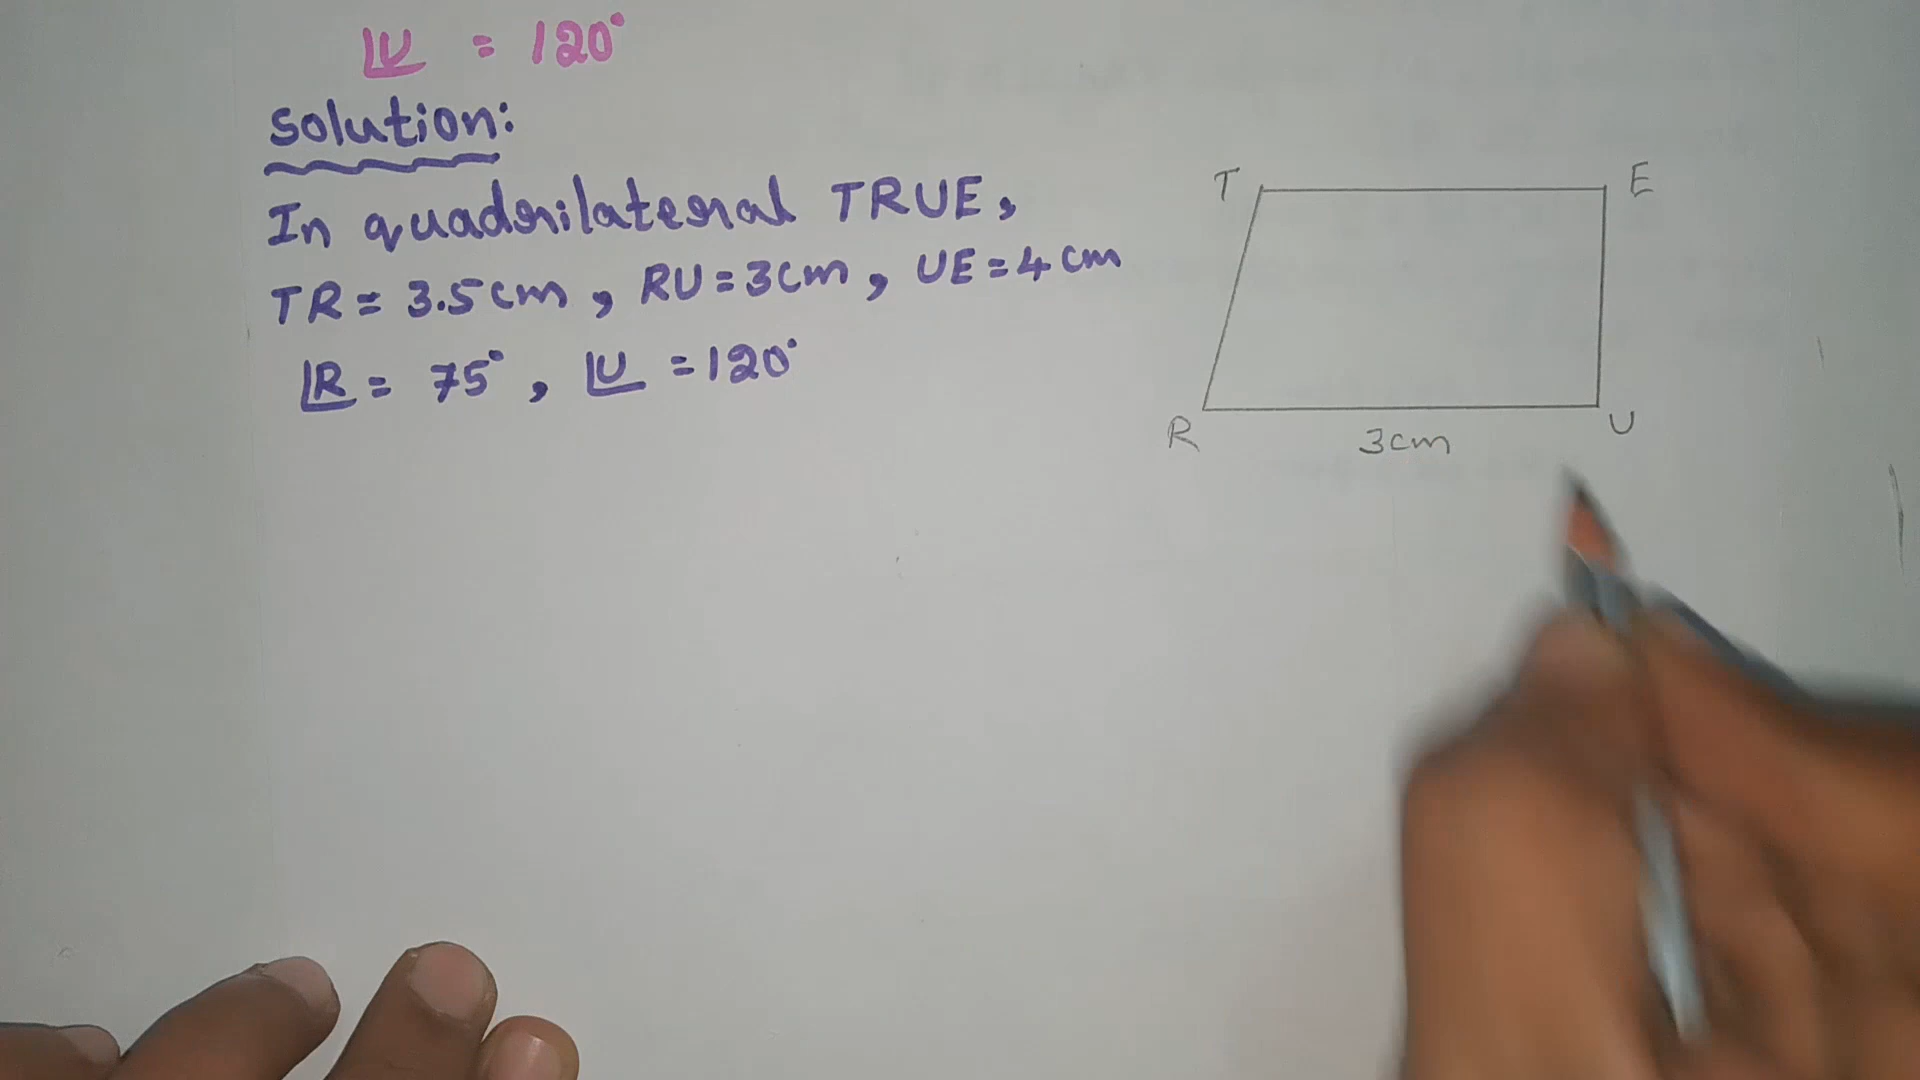 ∠U = 120°
Solution:
In quadrilateral TRUE,
TR = 3.5cm, RU = 3cm, UE = 4cm
∠R = 75°, ∠U = 120°
T E
R U
3cm